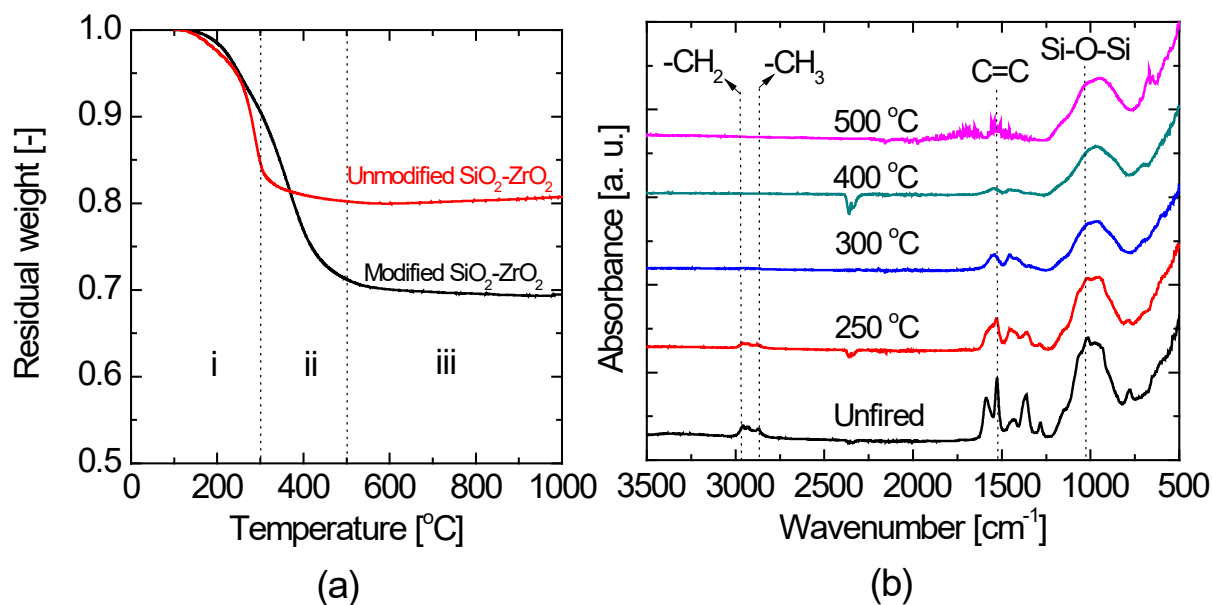 1.0
0.9
0.8
0.7
0.6
0.5
Residual weight [-]
Unmodified SiO₂-ZrO₂
Modified SiO₂-ZrO₂
i ii iii
0 200 400 600 800 1000
Temperature [°C]
(a)
Absorbance [a. u.]
-CH₂
-CH₃
C=C
Si-O-Si
500 °C
400 °C
300 °C
250 °C
Unfired
3500 3000 2500 2000 1500 1000 500
Wavenumber [cm⁻¹]
(b)